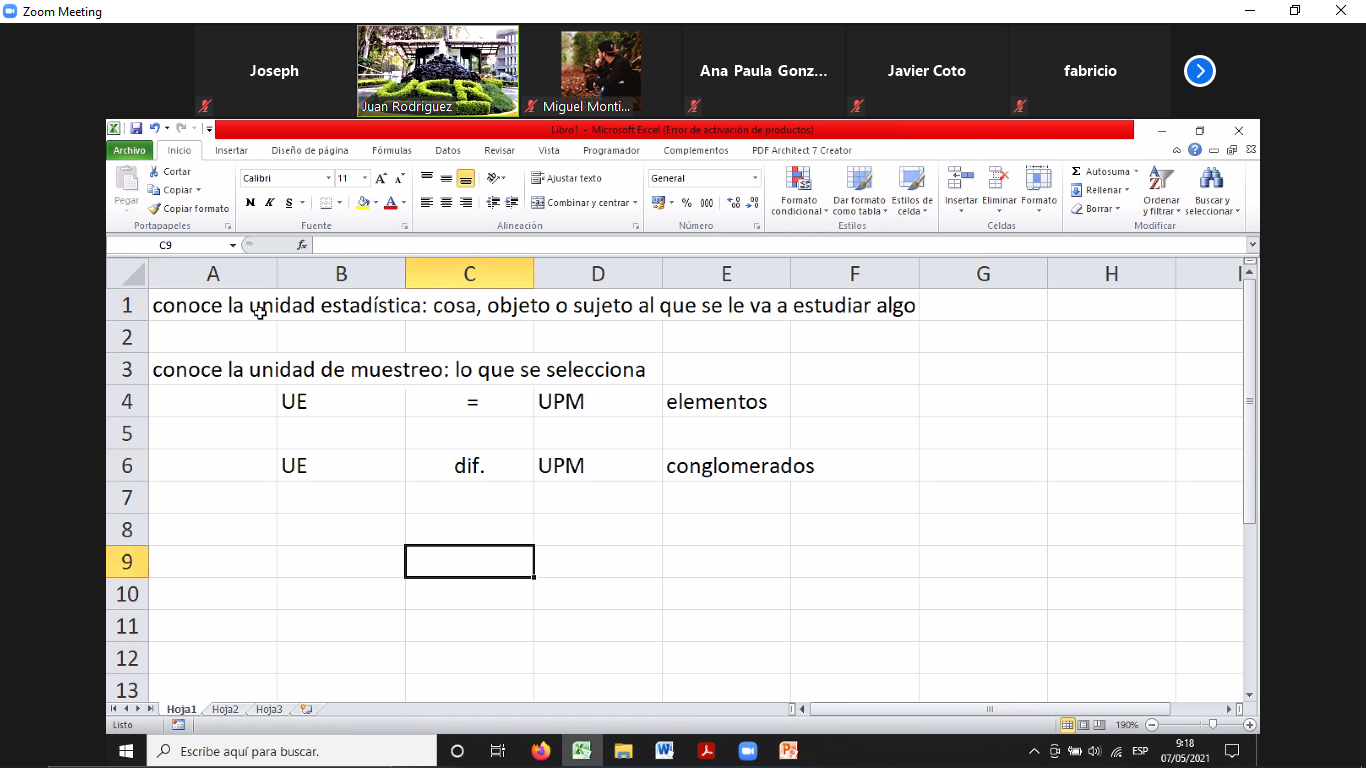 Zoom Meeting
Joseph
Juan Rodriguez
Miguel Monti...
Ana Paula Gonz...
Javier Coto
fabricio
Libro1 - Microsoft Excel (Error de activación de productos)
Archivo Inicio Insertar Diseño de página Fórmulas Datos Revisar Vista Programador Complementos PDF Architect 7 Creator
Pegar
Cortar
Copiar
Copiar formato
Portapapeles
Calibri 11
N K S
Fuente
Ajustar texto
Combinar y centrar
Alineación
General
% 000
Número
Formato condicional
Dar formato como tabla
Estilos de celda
Estilos
Insertar Eliminar Formato
Celdas
Autosuma
Rellenar
Borrar
Ordenar y filtrar
Buscar y seleccionar
Modificar
C9 fx
A B C D E F G H I
1 conoce la unidad estadística: cosa, objeto o sujeto al que se le va a estudiar algo
2
3 conoce la unidad de muestreo: lo que se selecciona
4 UE = UPM elementos
5
6 UE dif. UPM conglomerados
7
8
9
10
11
12
13
Hoja1 Hoja2 Hoja3
Listo 190%
Escribe aquí para buscar.
ESP
9:18
07/05/2021